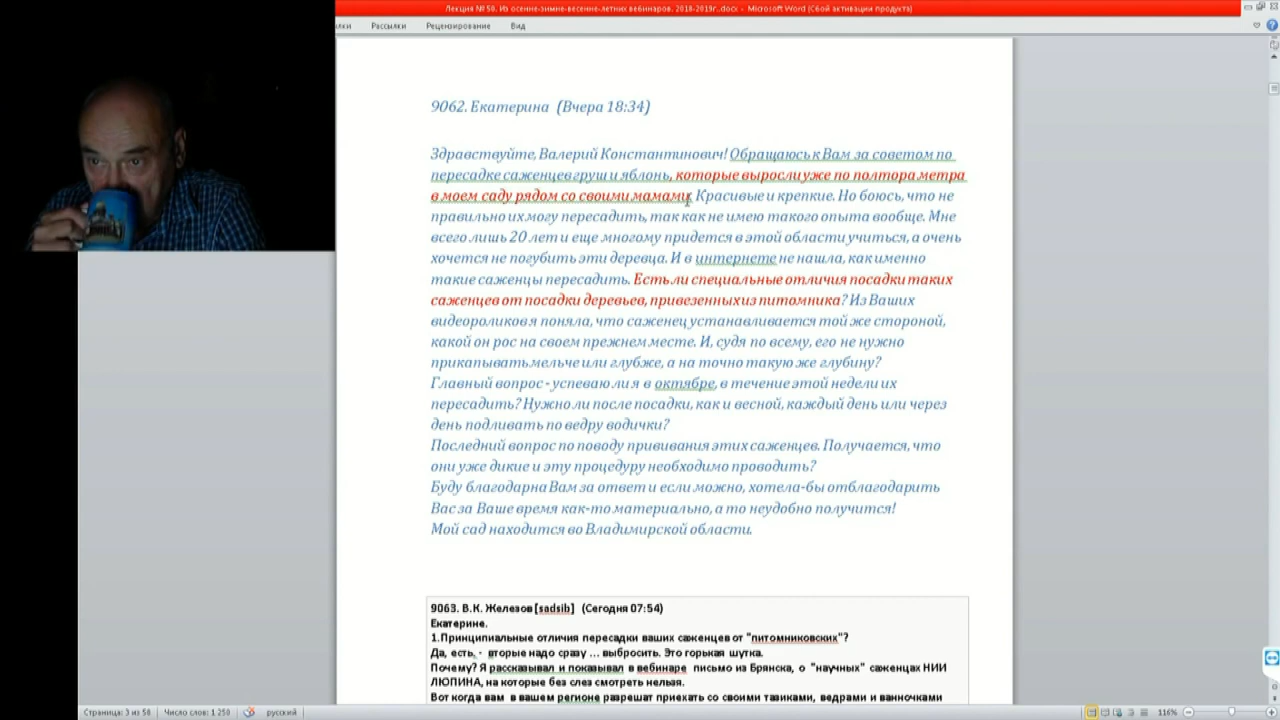 Лекция № 50. Из осенне-зимне-весенне-летних вебинаров. 2018-2019г..docx - Microsoft Word (Сбой активации продукта)
лки Рассылки Рецензирование Вид
9062. Екатерина (Вчера 18:34)
Здравствуйте, Валерий Константинович! Обращаюсь к Вам за советом по
пересадке саженцев груш и яблонь, которые выросли уже по полтора метра
в моем саду рядом со своими мамами. Красивые и крепкие. Но боюсь, что не
правильно их могу пересадить, так как не имею такого опыта вообще. Мне
всего лишь 20 лет и еще многому придется в этой области учиться, а очень
хочется не погубить эти деревца. И в интернете не нашла, как именно
такие саженцы пересадить. Есть ли специальные отличия посадки таких
саженцев от посадки деревьев, привезенных из питомника? Из Ваших
видеороликов я поняла, что саженец устанавливается той же стороной,
какой он рос на своем прежнем месте. И, судя по всему, его не нужно
прикапывать мельче или глубже, а на точно такую же глубину?
Главный вопрос - успеваю ли я в октябре, в течение этой недели их
пересадить? Нужно ли после посадки, как и весной, каждый день или через
день подливать по ведру водички?
Последний вопрос по поводу прививания этих саженцев. Получается, что
они уже дикие и эту процедуру необходимо проводить?
Буду благодарна Вам за ответ и если можно, хотела-бы отблагодарить
Вас за Ваше время как-то материально, а то неудобно получится!
Мой сад находится во Владимирской области.
9063. В.К. Железов [sadsib] (Сегодня 07:54)
Екатерине.
1.Принципиальные отличия пересадки ваших саженцев от "питомниковских"?
Да, есть, - вторые надо сразу ... выбросить. Это горькая шутка.
Почему? Я рассказывал и показывал в вебинаре письмо из Брянска, о "научных" саженцах НИИ
ЛЮПИНА, на которые без слез смотреть нельзя.
Вот когда вам в вашем регионе разрешат приехать со своими тазиками, ведрами и ванночками
Страница: 3 из 50 Число слов: 1 250 русский 116%